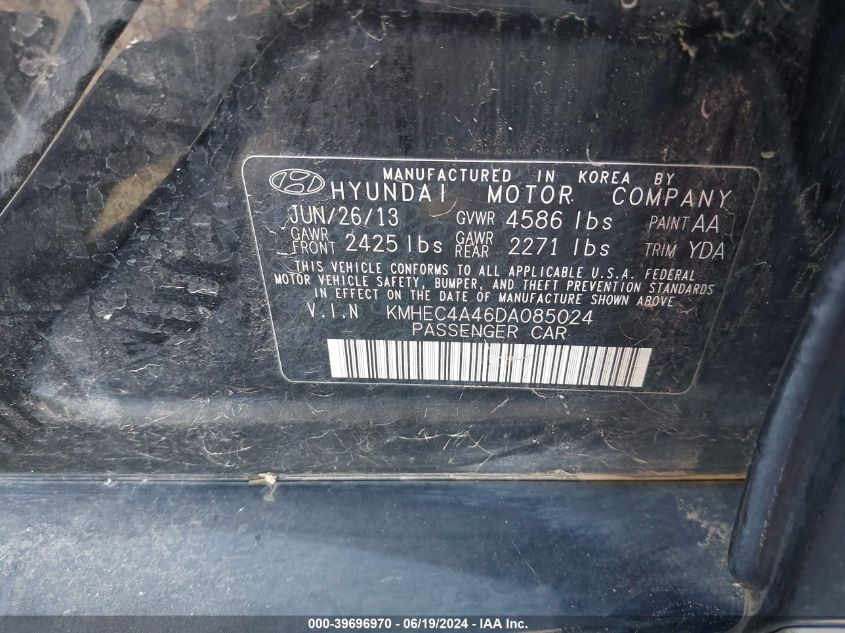 MANUFACTURED IN KOREA BY
HYUNDAI MOTOR COMPANY
JUN/26/13 GVWR 4586 lbs PAINT AA
GAWR FRONT 2425 lbs GAWR REAR 2271 lbs TRIM YDA
THIS VEHICLE CONFORMS TO ALL APPLICABLE U.S.A. FEDERAL
MOTOR VEHICLE SAFETY, BUMPER, AND THEFT PREVENTION STANDARDS
IN EFFECT ON THE DATE OF MANUFACTURE SHOWN ABOVE.
V.I.N KMHEC4A46DA085024
PASSENGER CAR
000-39696970 - 06/19/2024 - IAA Inc.